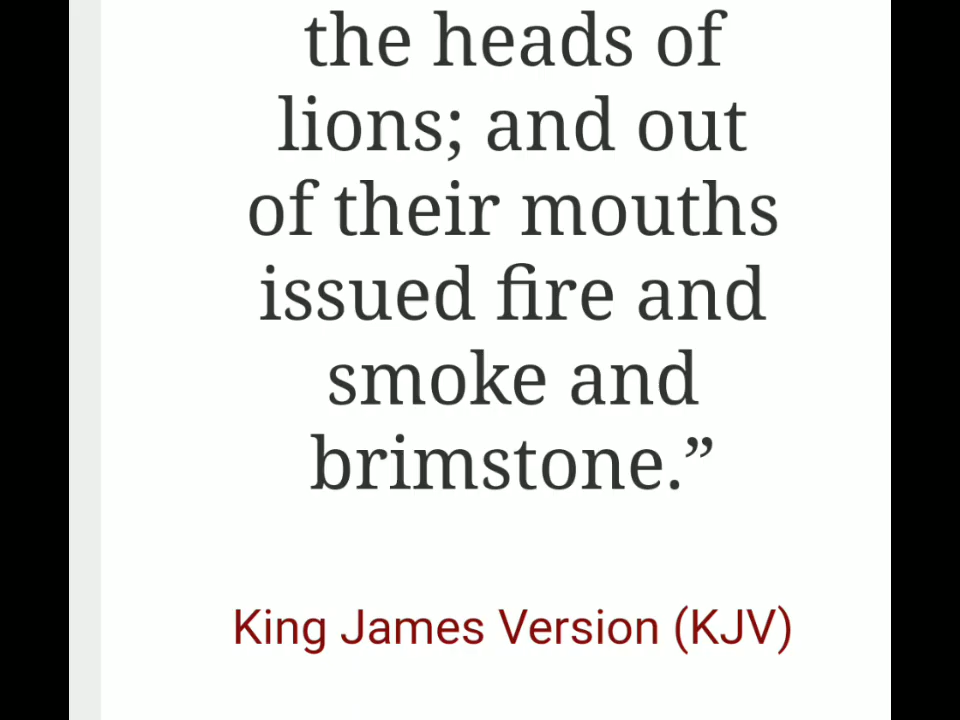 the heads of
lions; and out
of their mouths
issued fire and
smoke and
brimstone.”
King James Version (KJV)